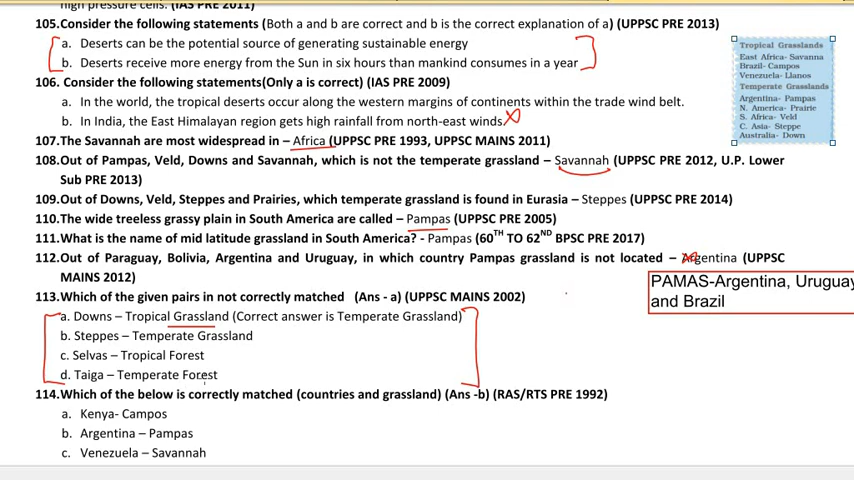 high pressure cells. (IAS PRE 2011)
105.Consider the following statements (Both a and b are correct and b is the correct explanation of a) (UPPSC PRE 2013)
a. Deserts can be the potential source of generating sustainable energy
b. Deserts receive more energy from the Sun in six hours than mankind consumes in a year
106. Consider the following statements(Only a is correct) (IAS PRE 2009)
a. In the world, the tropical deserts occur along the western margins of continents within the trade wind belt.
b. In India, the East Himalayan region gets high rainfall from north-east winds.
107.The Savannah are most widespread in – Africa (UPPSC PRE 1993, UPPSC MAINS 2011)
108.Out of Pampas, Veld, Downs and Savannah, which is not the temperate grassland – Savannah (UPPSC PRE 2012, U.P. Lower
Sub PRE 2013)
109.Out of Downs, Veld, Steppes and Prairies, which temperate grassland is found in Eurasia – Steppes (UPPSC PRE 2014)
110.The wide treeless grassy plain in South America are called – Pampas (UPPSC PRE 2005)
111.What is the name of mid latitude grassland in South America? - Pampas (60TH TO 62ND BPSC PRE 2017)
112.Out of Paraguay, Bolivia, Argentina and Uruguay, in which country Pampas grassland is not located – Argentina (UPPSC
MAINS 2012)
113.Which of the given pairs in not correctly matched (Ans - a) (UPPSC MAINS 2002)
a. Downs – Tropical Grassland (Correct answer is Temperate Grassland)
b. Steppes – Temperate Grassland
c. Selvas – Tropical Forest
d. Taiga – Temperate Forest
114.Which of the below is correctly matched (countries and grassland) (Ans -b) (RAS/RTS PRE 1992)
a. Kenya- Campos
b. Argentina – Pampas
c. Venezuela – Savannah
Tropical Grasslands
East Africa- Savanna
Brazil- Campos
Venezuela- Llanos
Temperate Grasslands
Argentina- Pampas
N. America- Prairie
S. Africa- Veld
C. Asia- Steppe
Australia- Down
PAMAS-Argentina, Uruguay
and Brazil